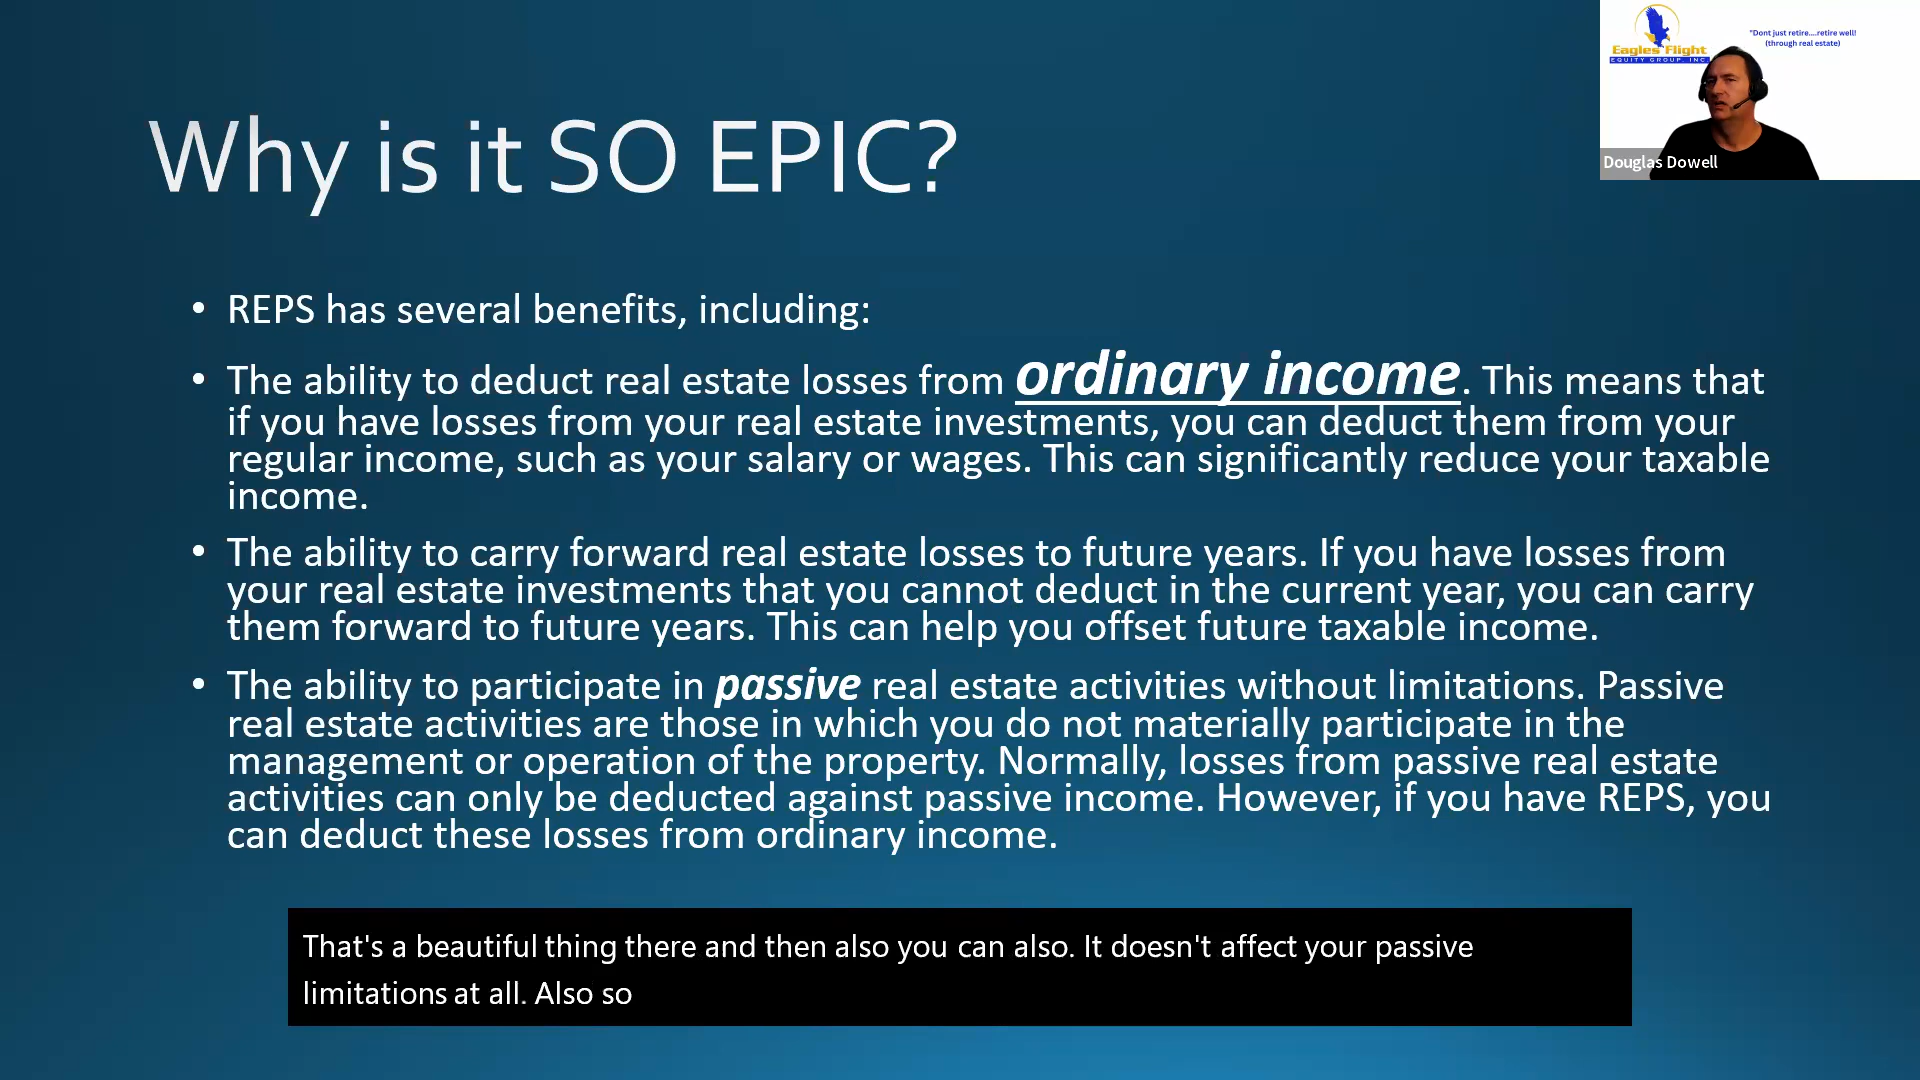 Eagles Flight
EQUITY GROUP, INC.
"Dont just retire....retire well!
(through real estate)
Douglas Dowell
Why is it SO EPIC?
• REPS has several benefits, including:
• The ability to deduct real estate losses from ordinary income. This means that
if you have losses from your real estate investments, you can deduct them from your
regular income, such as your salary or wages. This can significantly reduce your taxable
income.
• The ability to carry forward real estate losses to future years. If you have losses from
your real estate investments that you cannot deduct in the current year, you can carry
them forward to future years. This can help you offset future taxable income.
• The ability to participate in passive real estate activities without limitations. Passive
real estate activities are those in which you do not materially participate in the
management or operation of the property. Normally, losses from passive real estate
activities can only be deducted against passive income. However, if you have REPS, you
can deduct these losses from ordinary income.
That's a beautiful thing there and then also you can also. It doesn't affect your passive
limitations at all. Also so